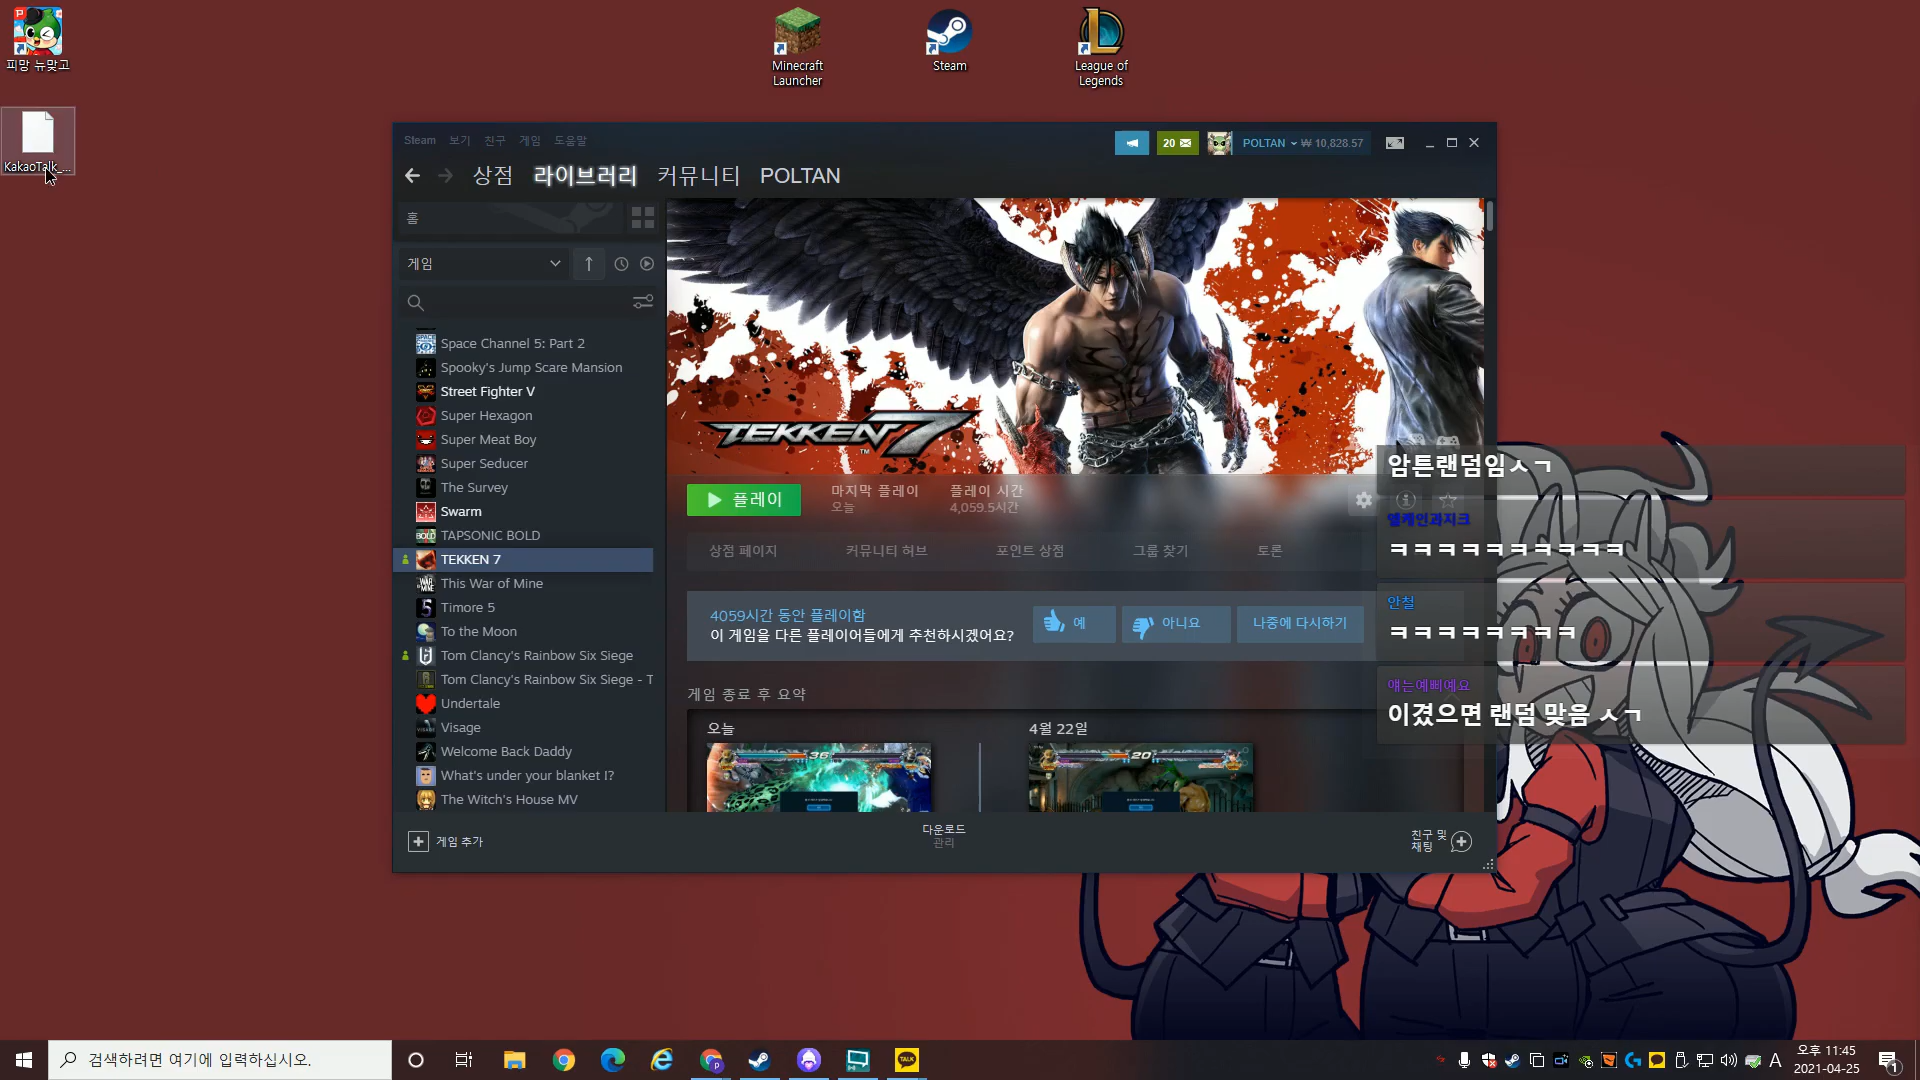 피망 뉴맞고
Minecraft
Launcher
Steam
League of
Legends
KakaoTalk_...
Steam 보기 친구 게임 도움말
20
POLTAN ₩ 10,828.57
상점 라이브러리 커뮤니티 POLTAN
홈
게임
Space Channel 5: Part 2
Spooky's Jump Scare Mansion
Street Fighter V
Super Hexagon
Super Meat Boy
Super Seducer
The Survey
Swarm
TAPSONIC BOLD
TEKKEN 7
This War of Mine
Timore 5
To the Moon
Tom Clancy's Rainbow Six Siege
Tom Clancy's Rainbow Six Siege - T
Undertale
Visage
Welcome Back Daddy
What's under your blanket !?
The Witch's House MV
TEKKEN 7
플레이
마지막 플레이
오늘
플레이 시간
4,059.5시간
상점 페이지 커뮤니티 허브 포인트 상점 그룹 찾기 토론
4059시간 동안 플레이함
이 게임을 다른 플레이어들에게 추천하시겠어요?
예 아니요 나중에 다시하기
게임 종료 후 요약
오늘
4월 22일
36
20
게임 추가
다운로드
관리
친구 및
채팅
암튼랜덤임ㅅㄱ
엘케인과지크
ㅋㅋㅋㅋㅋㅋㅋㅋㅋㅋ
안철
ㅋㅋㅋㅋㅋㅋㅋㅋ
얘는예삐예요
이겼으면 랜덤 맞음 ㅅㄱ
검색하려면 여기에 입력하십시오.
TALK
A
오후 11:45
2021-04-25
1